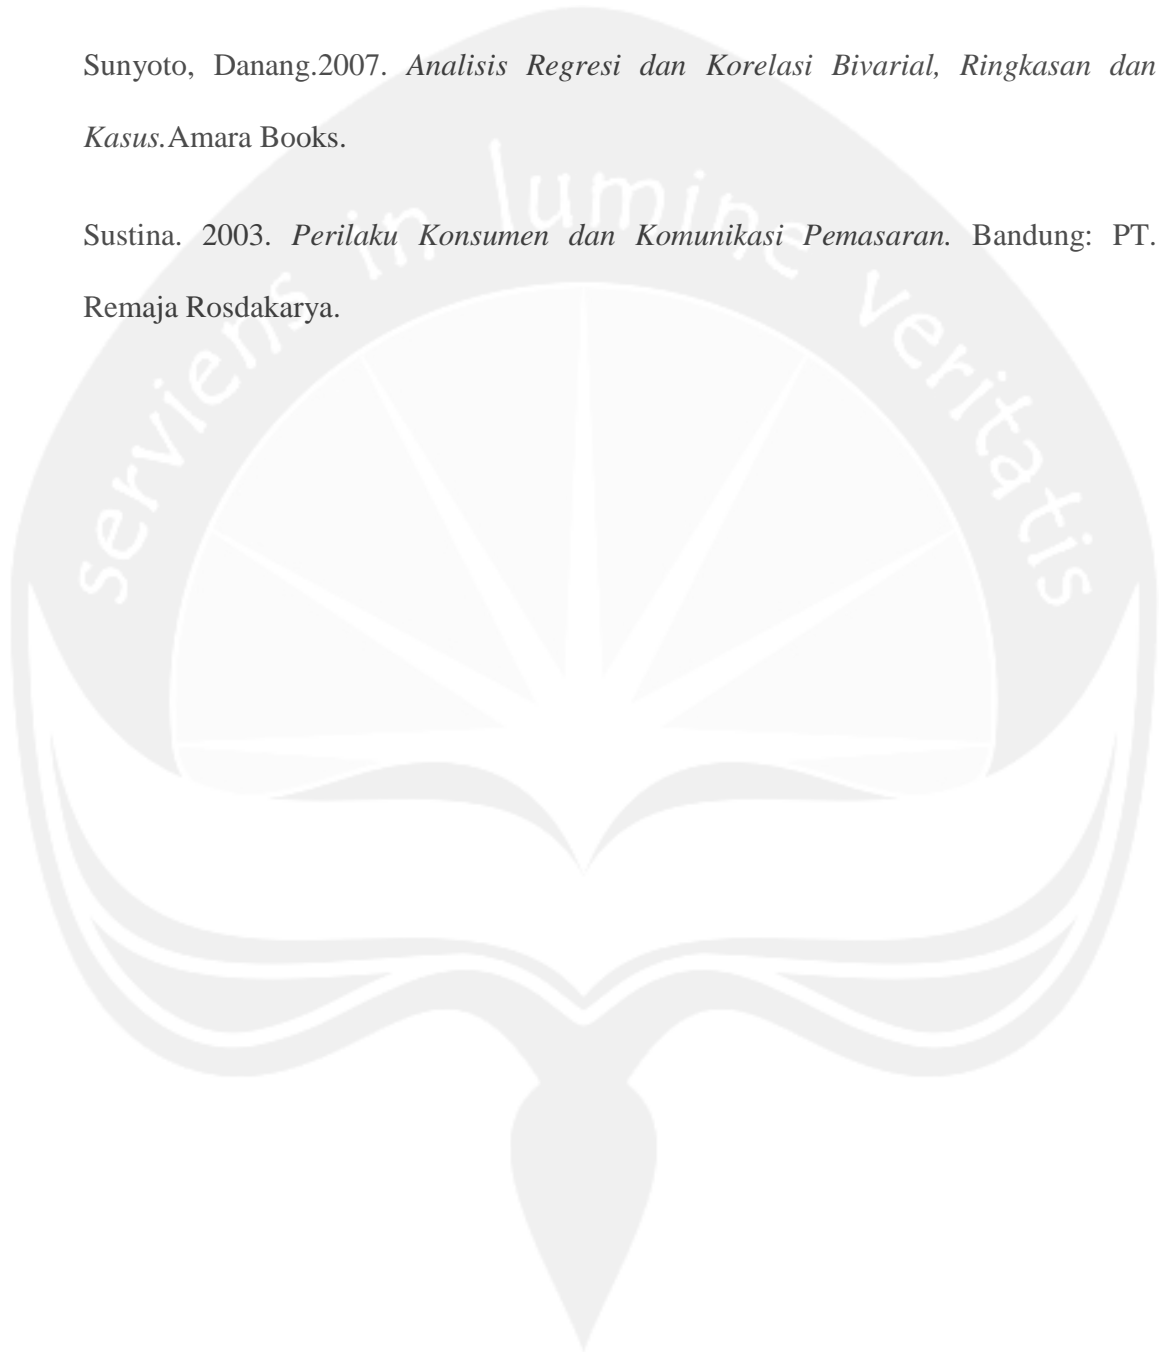 Sunyoto, Danang.2007. Analisis Regresi dan Korelasi Bivarial, Ringkasan dan
Kasus.Amara Books.
Sustina. 2003. Perilaku Konsumen dan Komunikasi Pemasaran. Bandung: PT.
Remaja Rosdakarya.
serviens in lumine veritatis